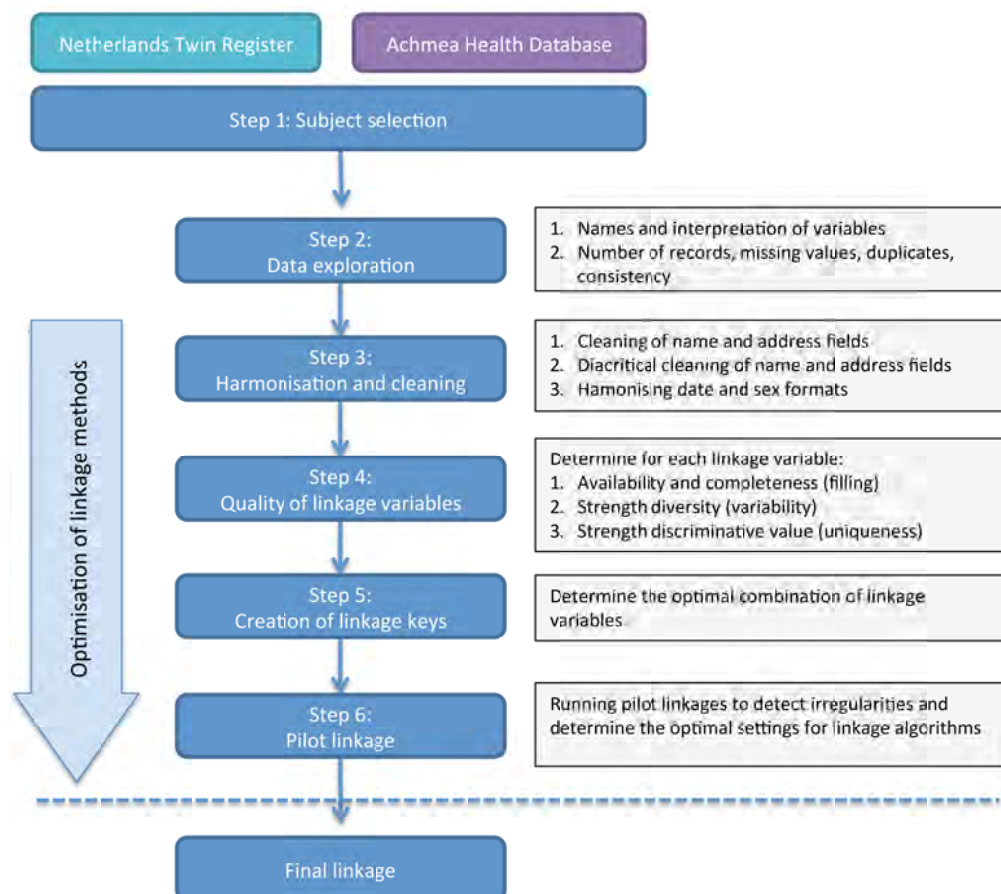 Netherlands Twin Register
Achmea Health Database
Step 1: Subject selection
Step 2:
Data exploration
1. Names and interpretation of variables
2. Number of records, missing values, duplicates,
consistency
Step 3:
Harmonisation and cleaning
1. Cleaning of name and address fields
2. Diacritical cleaning of name and address fields
3. Hamonising date and sex formats
Optimisation of linkage methods
Step 4:
Quality of linkage variables
Determine for each linkage variable:
1. Availability and completeness (filling)
2. Strength diversity (variability)
3. Strength discriminative value (uniqueness)
Step 5:
Creation of linkage keys
Determine the optimal combination of linkage
variables
Step 6:
Pilot linkage
Running pilot linkages to detect irregularities and
determine the optimal settings for linkage algorithms
Final linkage